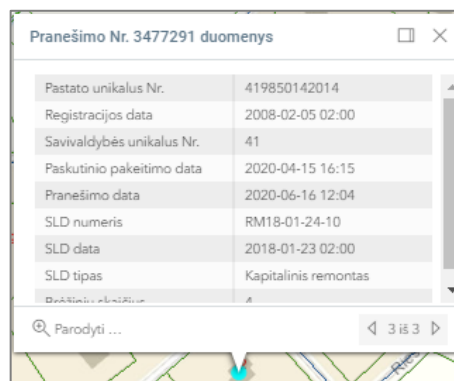 Pranešimo Nr. 3477291 duomenys
Pastato unikalus Nr. 419850142014
Registracijos data 2008-02-05 02:00
Savivaldybės unikalus Nr. 41
Paskutinio pakeitimo data 2020-04-15 16:15
Pranešimo data 2020-06-16 12:04
SLD numeris RM18-01-24-10
SLD data 2018-01-23 02:00
SLD tipas Kapitalinis remontas
Brėžinių skaičius 4
Parodyti ...
3 iš 3